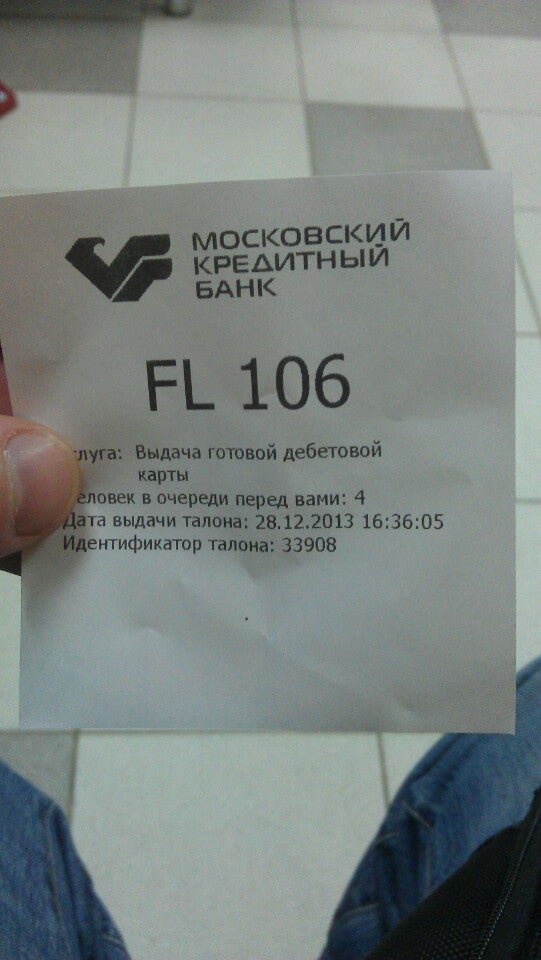 МОСКОВСКИЙ
КРЕДИТНЫЙ
БАНК
FL 106
слуга: Выдача готовой дебетовой
карты
человек в очереди перед вами: 4
Дата выдачи талона: 28.12.2013 16:36:05
Идентификатор талона: 33908